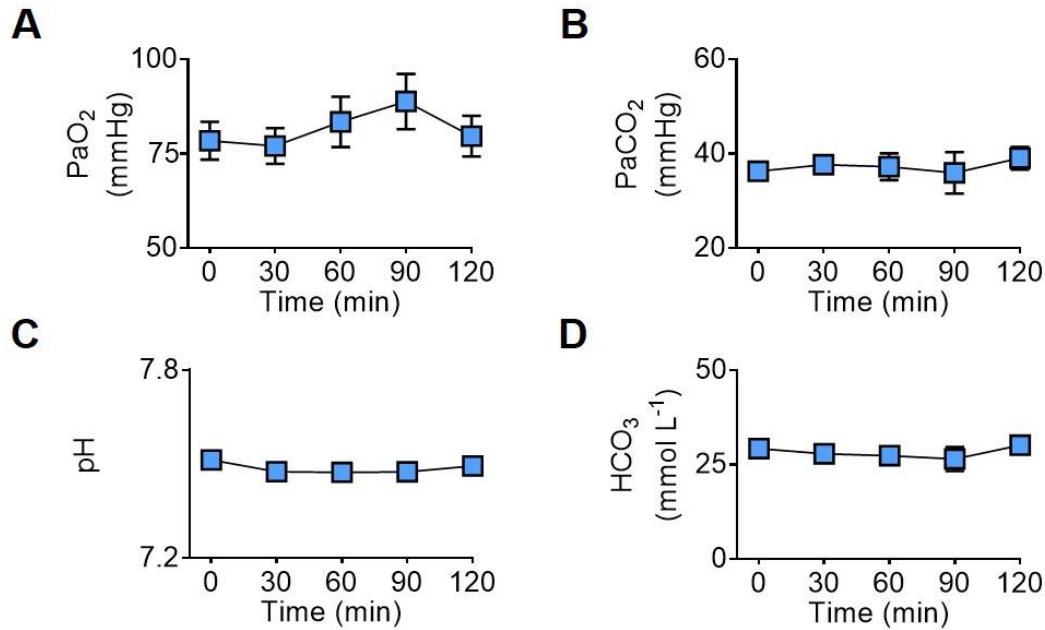 A
100
75
50
PaO2
(mmHg)
0 30 60 90 120
Time (min)
B
60
40
20
PaCO2
(mmHg)
0 30 60 90 120
Time (min)
C
7.8
7.2
pH
0 30 60 90 120
Time (min)
D
50
25
0
HCO3
(mmol L-1)
0 30 60 90 120
Time (min)